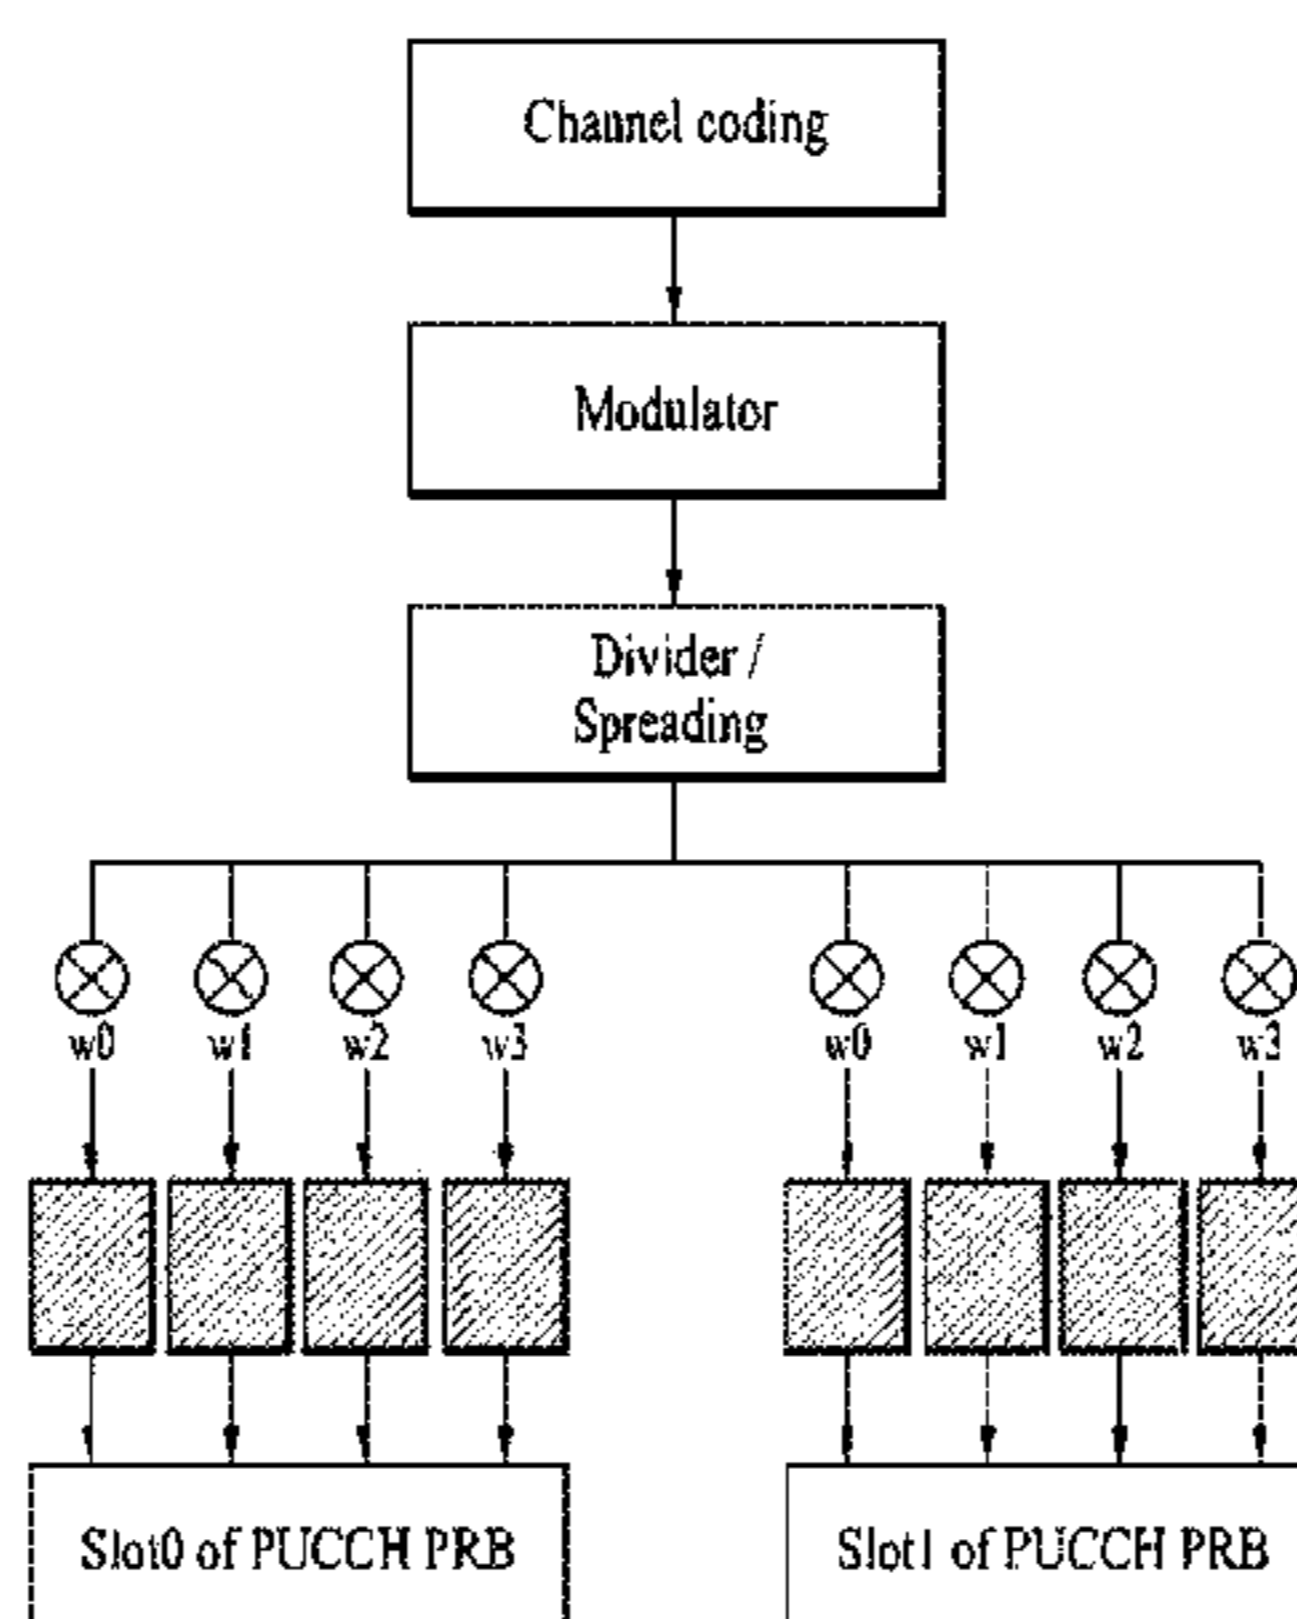 Channel coding
Modulator
Divider /
Spreading
w0 w1 w2 w3 w0 w1 w2 w3
Slot0 of PUCCH PRB Slot1 of PUCCH PRB